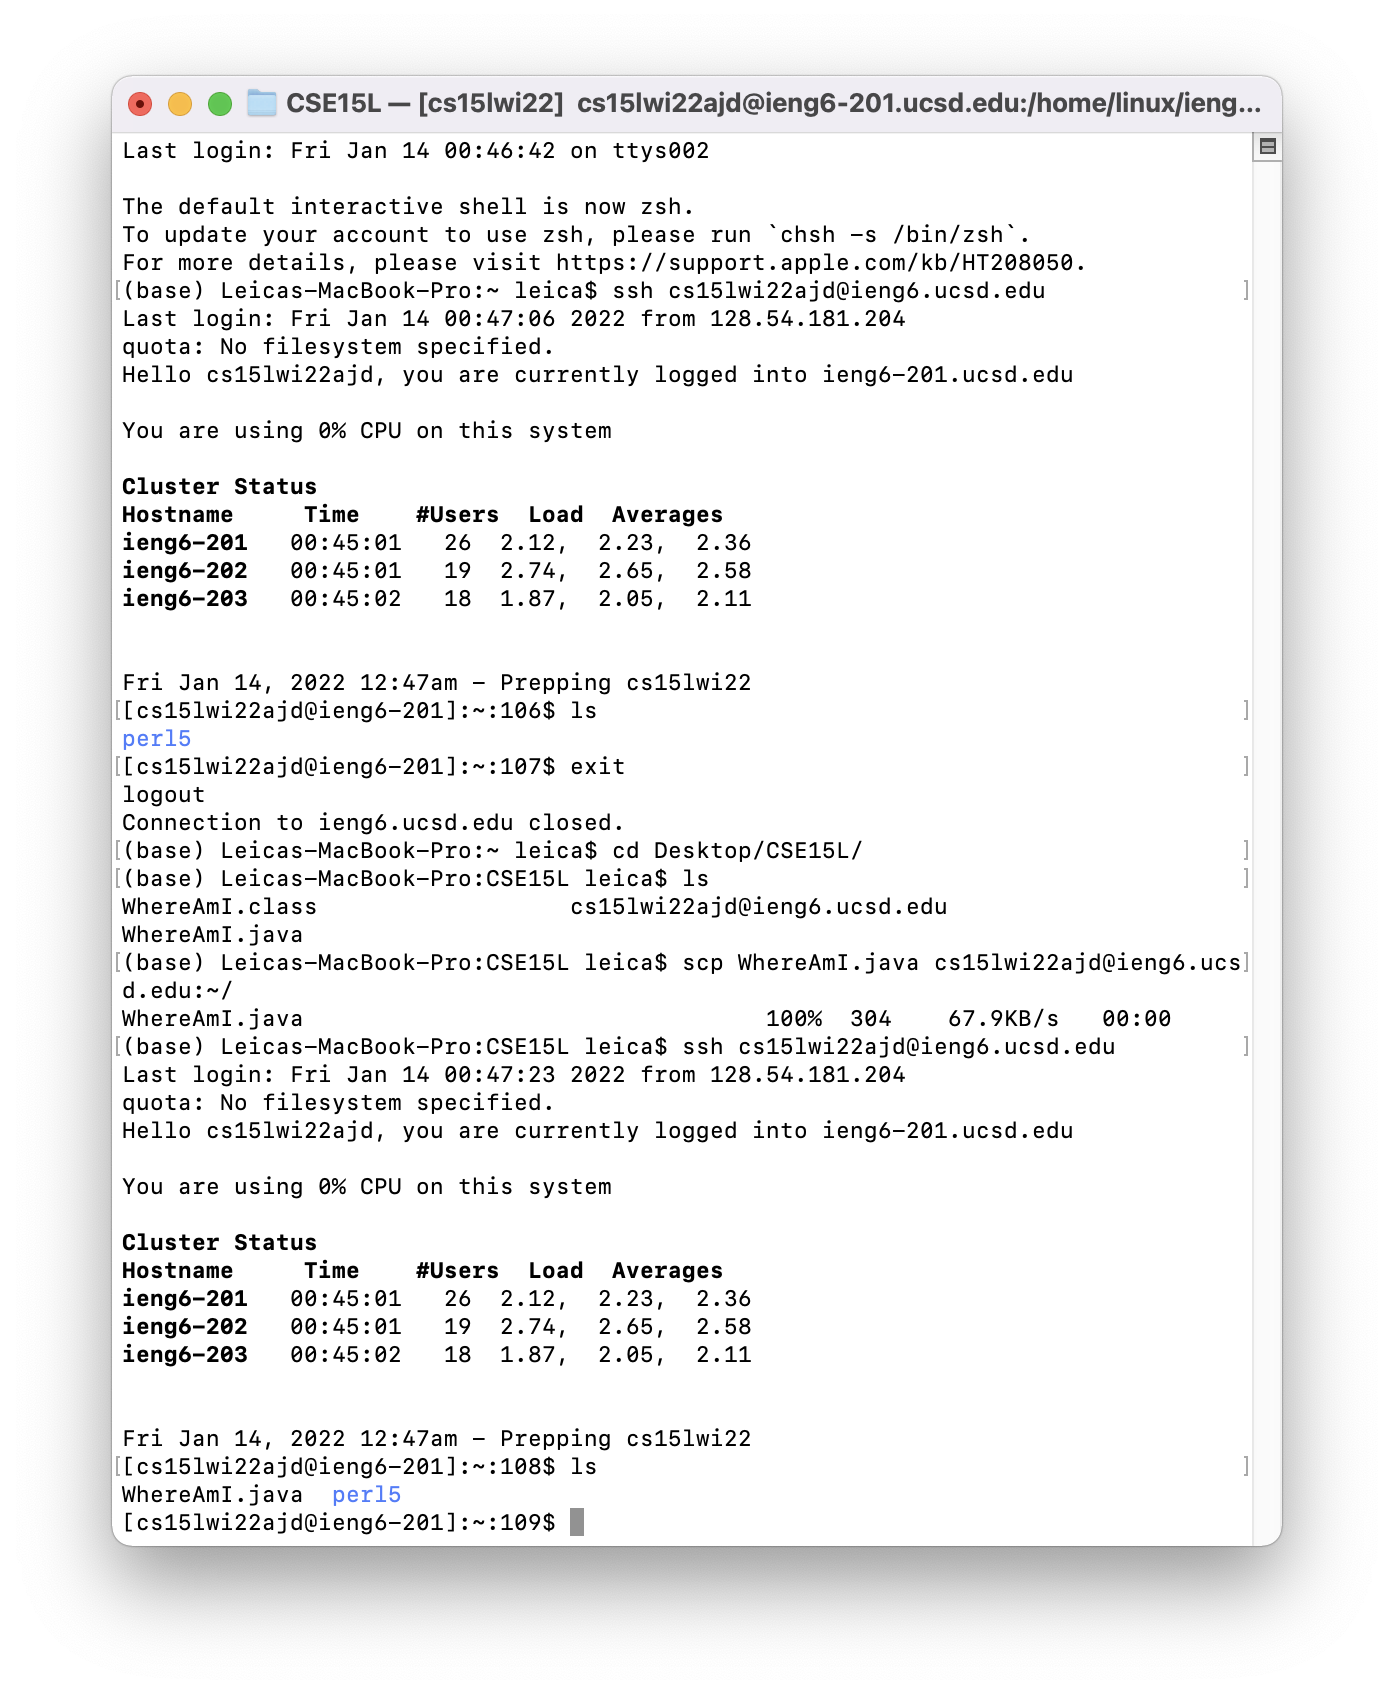 CSE15L — [cs15lwi22] cs15lwi22ajd@ieng6-201.ucsd.edu:/home/linux/ieng...
Last login: Fri Jan 14 00:46:42 on ttys002
The default interactive shell is now zsh.
To update your account to use zsh, please run `chsh -s /bin/zsh`.
For more details, please visit https://support.apple.com/kb/HT208050.
[(base) Leicas-MacBook-Pro:~ leica$ ssh cs15lwi22ajd@ieng6.ucsd.edu ]
Last login: Fri Jan 14 00:47:06 2022 from 128.54.181.204
quota: No filesystem specified.
Hello cs15lwi22ajd, you are currently logged into ieng6-201.ucsd.edu
You are using 0% CPU on this system
Cluster Status
Hostname     Time    #Users  Load  Averages
ieng6-201   00:45:01   26  2.12,  2.23,  2.36
ieng6-202   00:45:01   19  2.74,  2.65,  2.58
ieng6-203   00:45:02   18  1.87,  2.05,  2.11
Fri Jan 14, 2022 12:47am - Prepping cs15lwi22
[[cs15lwi22ajd@ieng6-201]:~:106$ ls ]
perl5
[[cs15lwi22ajd@ieng6-201]:~:107$ exit ]
logout
Connection to ieng6.ucsd.edu closed.
[(base) Leicas-MacBook-Pro:~ leica$ cd Desktop/CSE15L/ ]
[(base) Leicas-MacBook-Pro:CSE15L leica$ ls ]
WhereAmI.class                  cs15lwi22ajd@ieng6.ucsd.edu
WhereAmI.java
[(base) Leicas-MacBook-Pro:CSE15L leica$ scp WhereAmI.java cs15lwi22ajd@ieng6.ucs]
d.edu:~/
WhereAmI.java                                 100%  304    67.9KB/s   00:00
[(base) Leicas-MacBook-Pro:CSE15L leica$ ssh cs15lwi22ajd@ieng6.ucsd.edu ]
Last login: Fri Jan 14 00:47:23 2022 from 128.54.181.204
quota: No filesystem specified.
Hello cs15lwi22ajd, you are currently logged into ieng6-201.ucsd.edu
You are using 0% CPU on this system
Cluster Status
Hostname     Time    #Users  Load  Averages
ieng6-201   00:45:01   26  2.12,  2.23,  2.36
ieng6-202   00:45:01   19  2.74,  2.65,  2.58
ieng6-203   00:45:02   18  1.87,  2.05,  2.11
Fri Jan 14, 2022 12:47am - Prepping cs15lwi22
[[cs15lwi22ajd@ieng6-201]:~:108$ ls ]
WhereAmI.java  perl5
[cs15lwi22ajd@ieng6-201]:~:109$